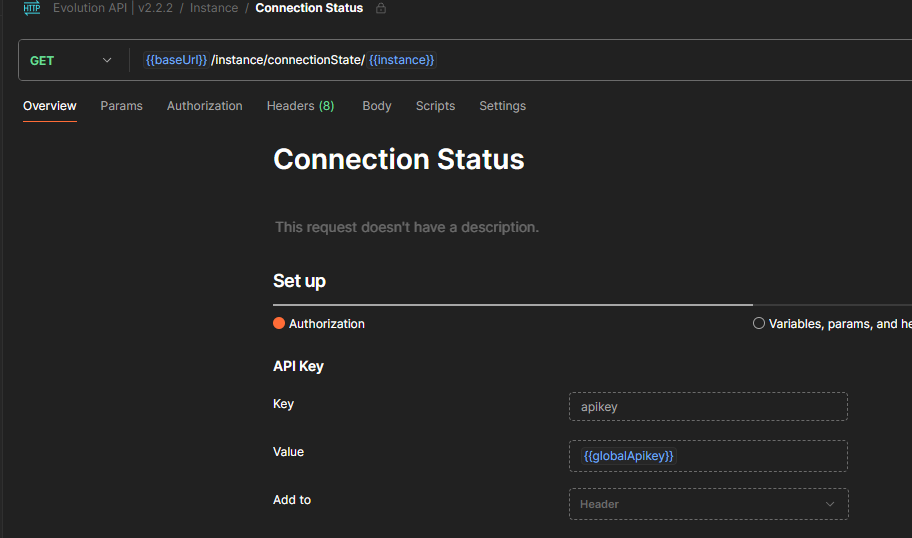 HTTP Evolution API | v2.2.2 / Instance / Connection Status
GET {{baseUrl}} /instance/connectionState/ {{instance}}
Overview Params Authorization Headers (8) Body Scripts Settings
Connection Status
This request doesn't have a description.
Set up
Authorization Variables, params, and he
API Key
Key apikey
Value {{globalApikey}}
Add to Header